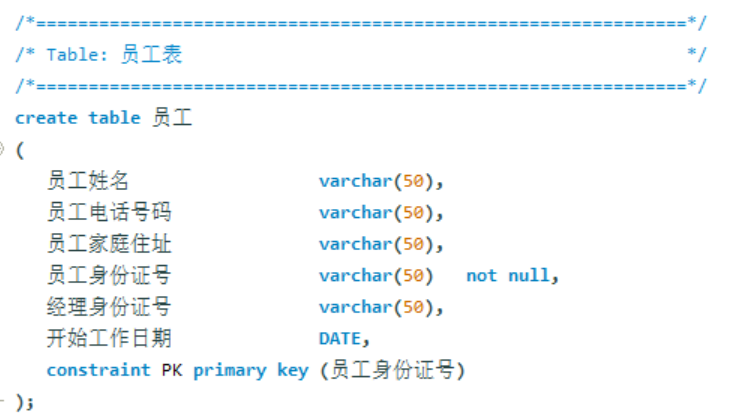 /*==============================================================*/
/* Table: 员工表                                                */
/*==============================================================*/
create table 员工
(
   员工姓名                 varchar(50),
   员工电话号码             varchar(50),
   员工家庭住址             varchar(50),
   员工身份证号             varchar(50)   not null,
   经理身份证号             varchar(50),
   开始工作日期             DATE,
   constraint PK primary key (员工身份证号)
);